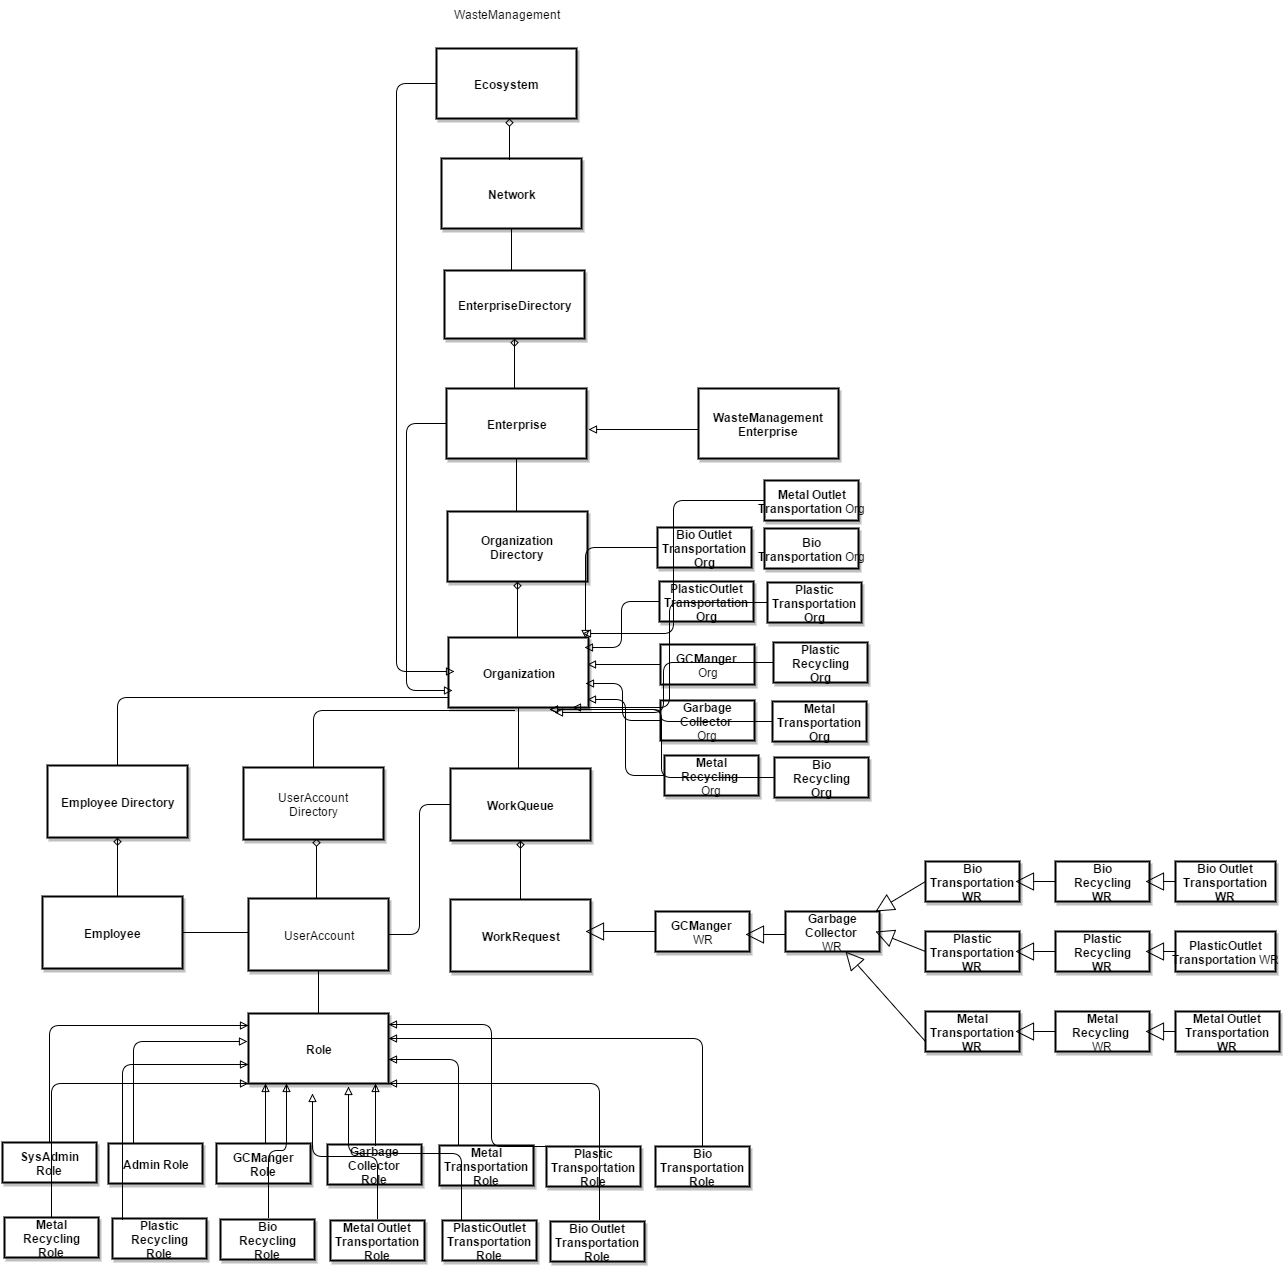 WasteManagement
Ecosystem
Network
EnterpriseDirectory
Enterprise
WasteManagement
Enterprise
Metal Outlet
Transportation Org
Organization
Directory
Bio Outlet
Transportation
Org
Bio
Transportation Org
PlasticOutlet
Transportation
Org
Plastic
Transportation
Org
Organization
GCManger
Org
Plastic
Recycling
Org
Garbage
Collector
Org
Metal
Transportation
Org
Metal
Recycling
Org
Bio
Recycling
Org
Employee Directory
UserAccount
Directory
WorkQueue
Employee
UserAccount
WorkRequest
GCManger
WR
Garbage
Collector
WR
Bio
Transportation
WR
Bio
Recycling
WR
Bio Outlet
Transportation
WR
Plastic
Transportation
WR
Plastic
Recycling
WR
PlasticOutlet
Transportation WR
Metal
Transportation
WR
Metal
Recycling
WR
Metal Outlet
Transportation
WR
Role
SysAdmin
Role
Admin Role
GCManger
Role
Garbage
Collector
Role
Metal
Transportation
Role
Plastic
Transportation
Role
Bio
Transportation
Role
Metal
Recycling
Role
Plastic
Recycling
Role
Bio
Recycling
Role
Metal Outlet
Transportation
Role
PlasticOutlet
Transportation
Role
Bio Outlet
Transportation
Role